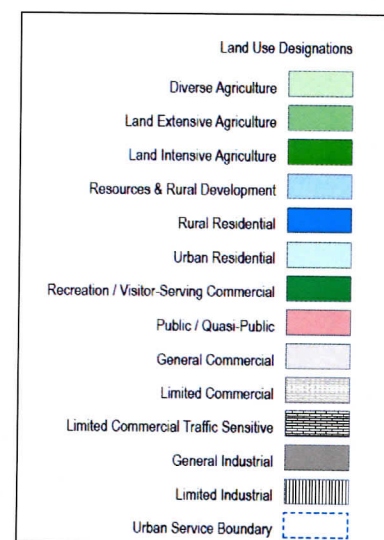 Land Use Designations
Diverse Agriculture
Land Extensive Agriculture
Land Intensive Agriculture
Resources & Rural Development
Rural Residential
Urban Residential
Recreation / Visitor-Serving Commercial
Public / Quasi-Public
General Commercial
Limited Commercial
Limited Commercial Traffic Sensitive
General Industrial
Limited Industrial
Urban Service Boundary